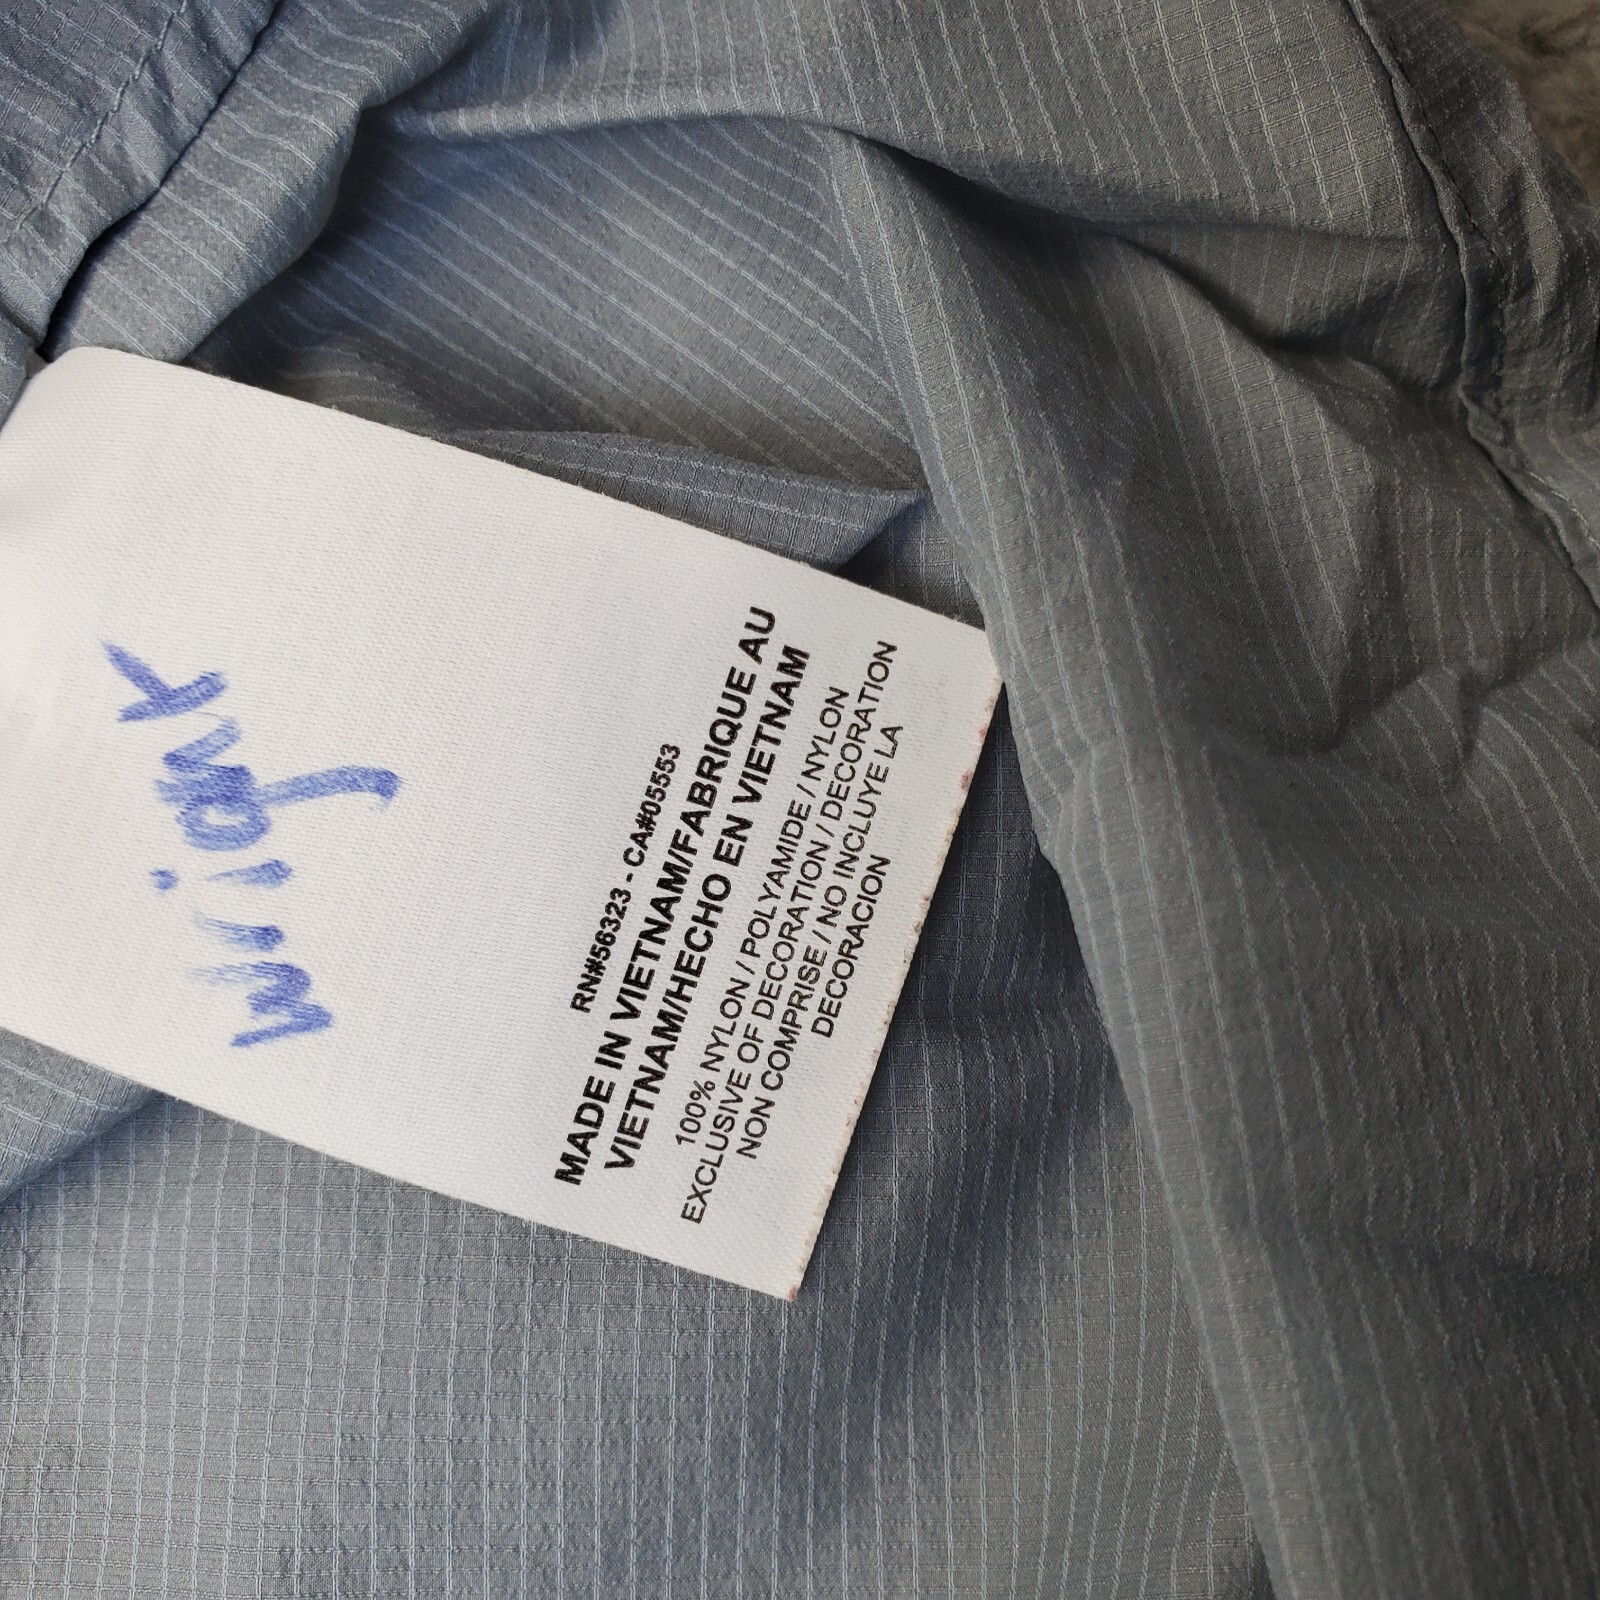 wright
RN#56323 - CA#05553
MADE IN VIETNAM/FABRIQUE AU
VIETNAM/HECHO EN VIETNAM
100% NYLON / POLYAMIDE / NYLON
EXCLUSIVE OF DECORATION / DECORATION
NON COMPRISE / NO INCLUYE LA
DECORACION